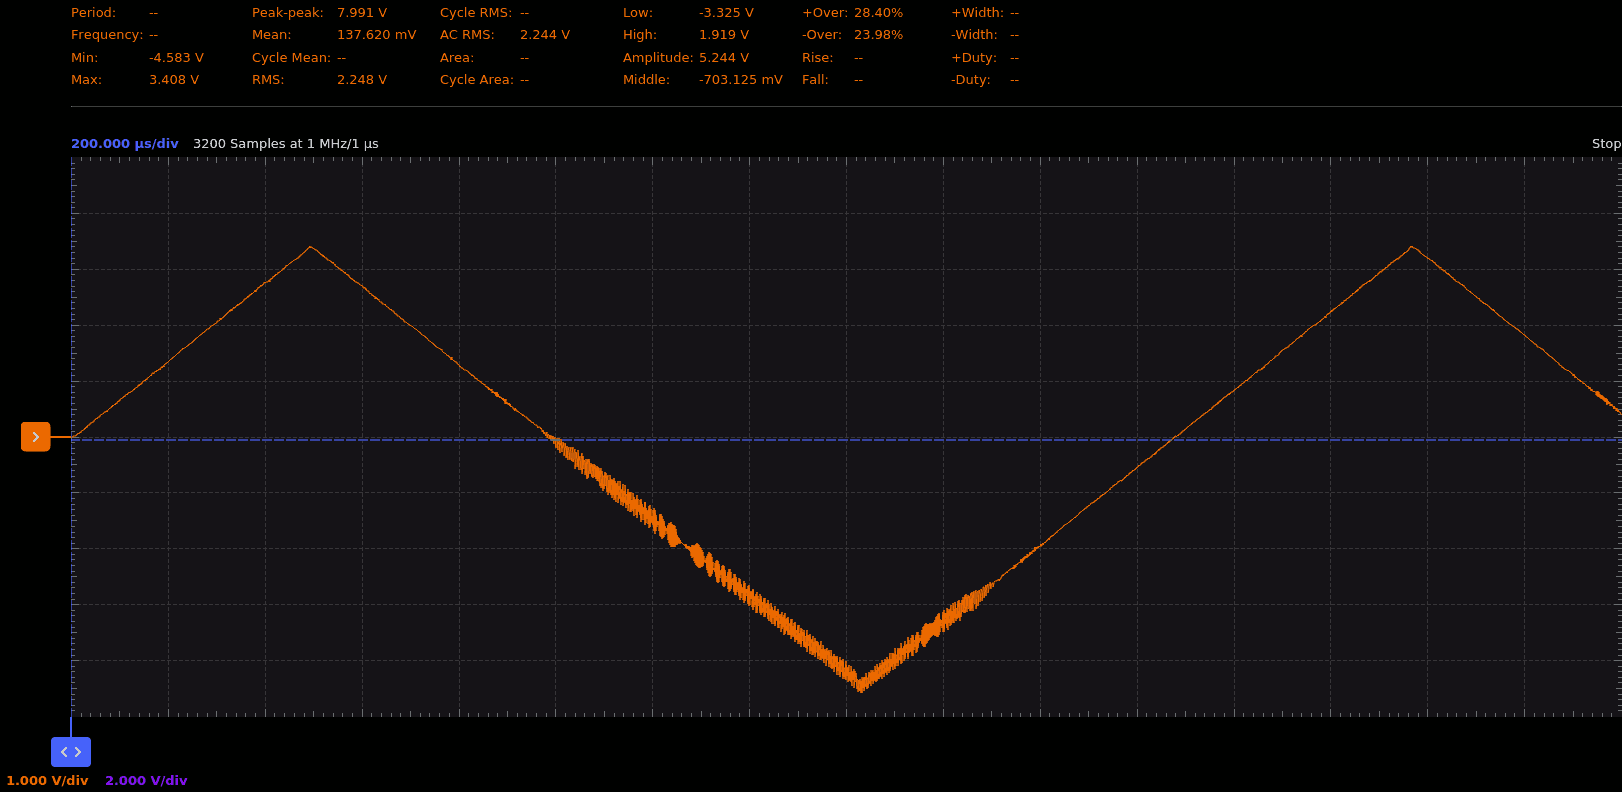 Period: -- Peak-peak: 7.991 V Cycle RMS: -- Low: -3.325 V +Over: 28.40% +Width: --
Frequency: -- Mean: 137.620 mV AC RMS: 2.244 V High: 1.919 V -Over: 23.98% -Width: --
Min: -4.583 V Cycle Mean: -- Area: -- Amplitude: 5.244 V Rise: -- +Duty: --
Max: 3.408 V RMS: 2.248 V Cycle Area: -- Middle: -703.125 mV Fall: -- -Duty: --
200.000 µs/div 3200 Samples at 1 MHz/1 µs Stop
1.000 V/div 2.000 V/div